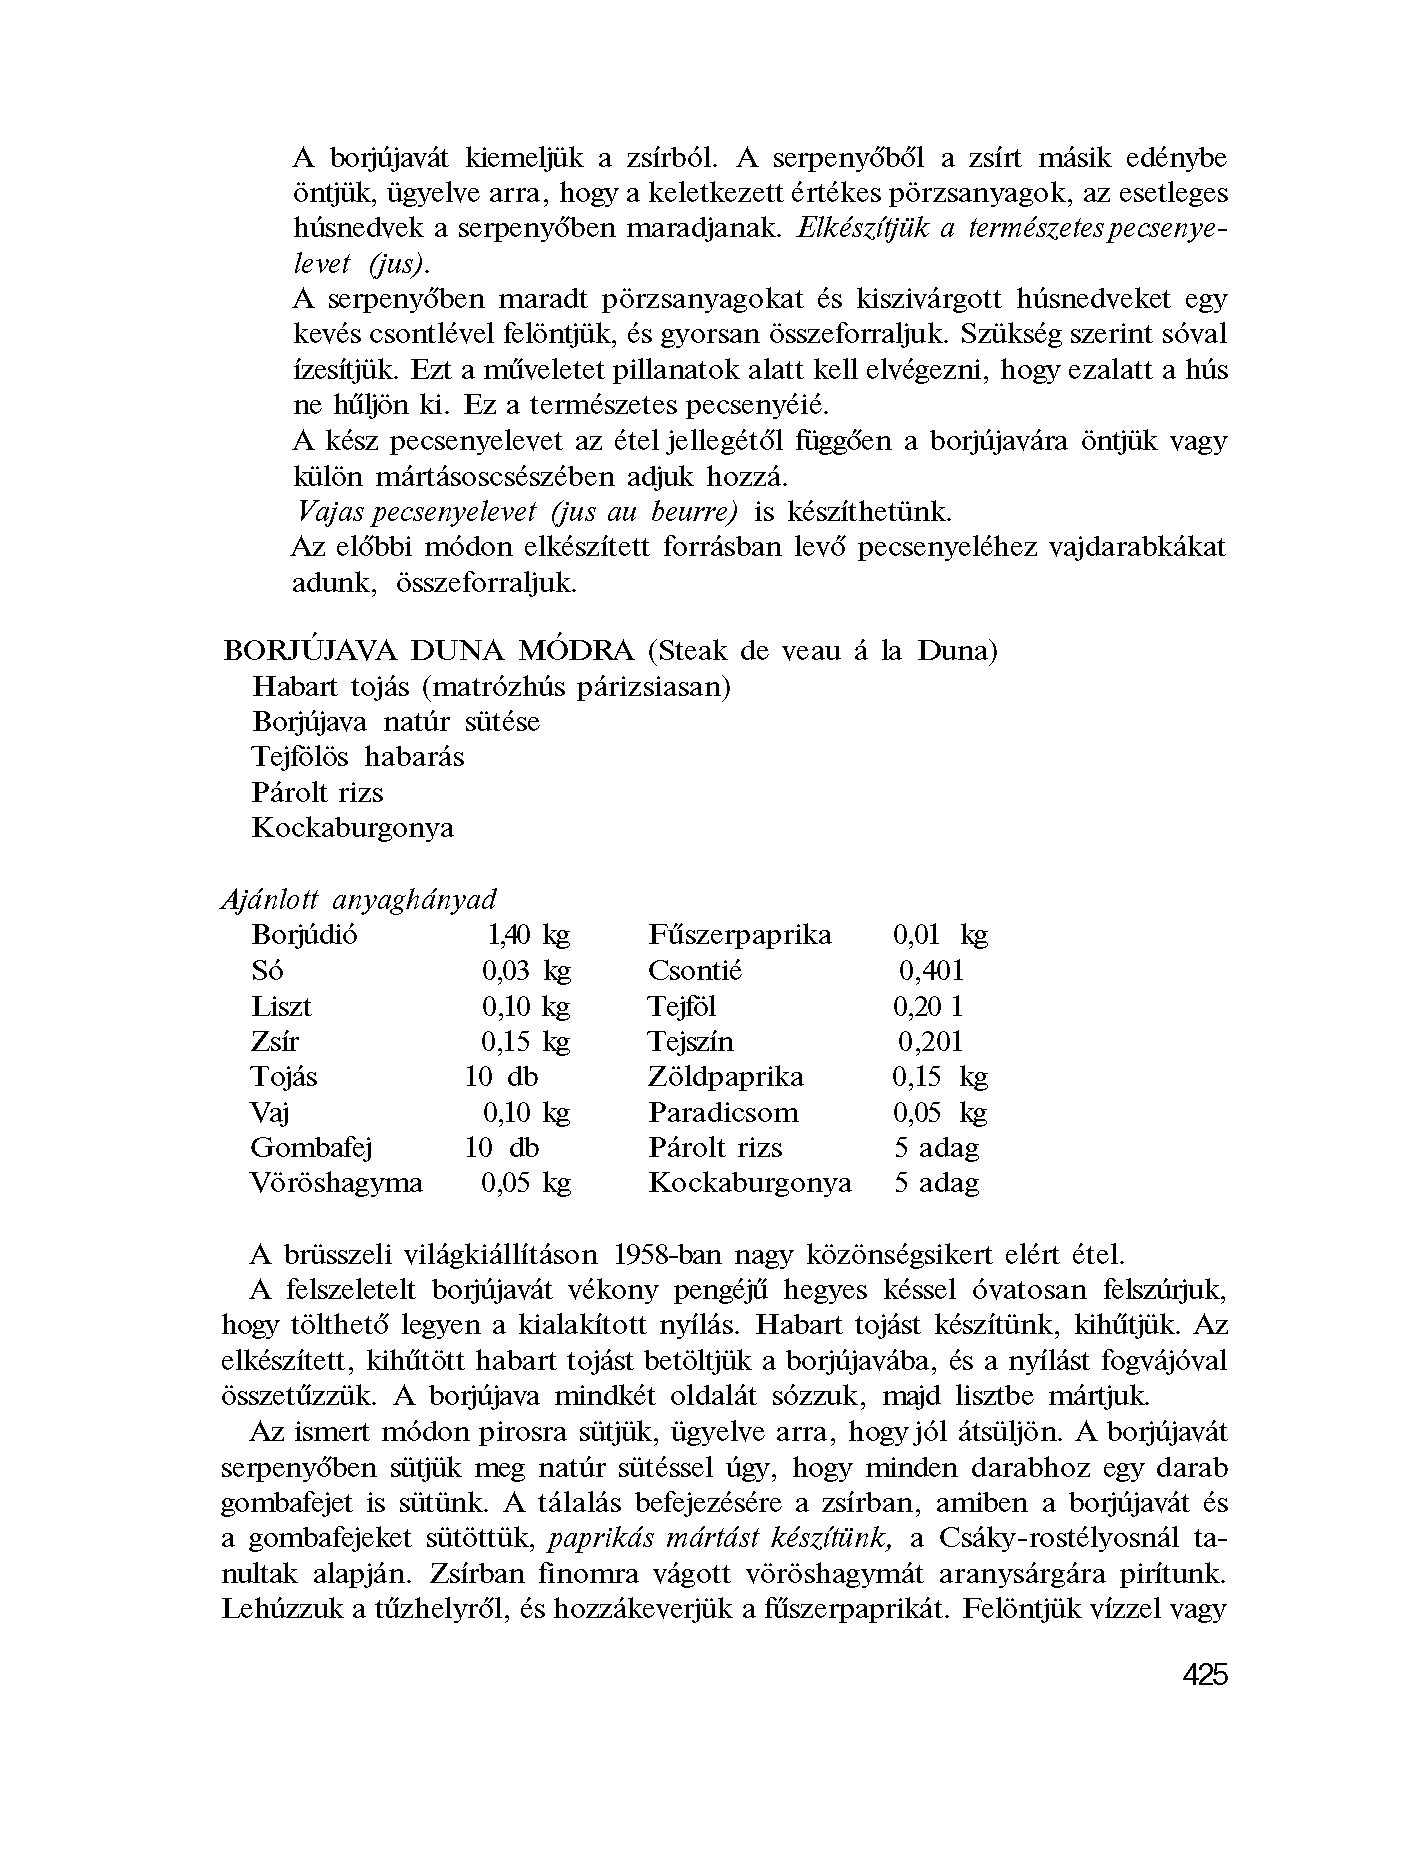 A borjújavát kiemeljük a zsírból. A serpenyőből a zsírt másik edénybe
öntjük, ügyelve arra, hogy a keletkezett értékes pörzsanyagok, az esetleges
húsnedvek a serpenyőben maradjanak. Elkészítjük a természetes pecsenye-
levet (jus).
A serpenyőben maradt pörzsanyagokat és kiszivárgott húsnedveket egy
kevés csontlével felöntjük, és gyorsan összeforraljuk. Szükség szerint sóval
ízesítjük. Ezt a műveletet pillanatok alatt kell elvégezni, hogy ezalatt a hús
ne hűljön ki. Ez a természetes pecsenyéié.
A kész pecsenyelevet az étel jellegétől függően a borjújavára öntjük vagy
külön mártásoscsészében adjuk hozzá.
Vajas pecsenyelevet (jus au beurre) is készíthetünk.
Az előbbi módon elkészített forrásban levő pecsenyeléhez vajdarabkákat
adunk, összeforraljuk.
BORJÚJAVA DUNA MÓDRA (Steak de veau á la Duna)
Habart tojás (matrózhús párizsiasan)
Borjújava natúr sütése
Tejfölös habarás
Párolt rizs
Kockaburgonya
Ajánlott anyaghányad
Borjúdió 1,40 kg Fűszerpaprika 0,01 kg
Só 0,03 kg Csontié 0,401
Liszt 0,10 kg Tejföl 0,20 1
Zsír 0,15 kg Tejszín 0,201
Tojás 10 db Zöldpaprika 0,15 kg
Vaj 0,10 kg Paradicsom 0,05 kg
Gombafej 10 db Párolt rizs 5 adag
Vöröshagyma 0,05 kg Kockaburgonya 5 adag
A brüsszeli világkiállításon 1958-ban nagy közönségsikert elért étel.
A felszeletelt borjújavát vékony pengéjű hegyes késsel óvatosan felszúrjuk,
hogy tölthető legyen a kialakított nyílás. Habart tojást készítünk, kihűtjük. Az
elkészített, kihűtött habart tojást betöltjük a borjújavába, és a nyílást fogvájóval
összetűzzük. A borjújava mindkét oldalát sózzuk, majd lisztbe mártjuk.
Az ismert módon pirosra sütjük, ügyelve arra, hogy jól átsüljön. A borjújavát
serpenyőben sütjük meg natúr sütéssel úgy, hogy minden darabhoz egy darab
gombafejet is sütünk. A tálalás befejezésére a zsírban, amiben a borjújavát és
a gombafejeket sütöttük, paprikás mártást készítünk, a Csáky-rostélyosnál ta-
nultak alapján. Zsírban finomra vágott vöröshagymát aranysárgára pirítunk.
Lehúzzuk a tűzhelyről, és hozzákeverjük a fűszerpaprikát. Felöntjük vízzel vagy
425